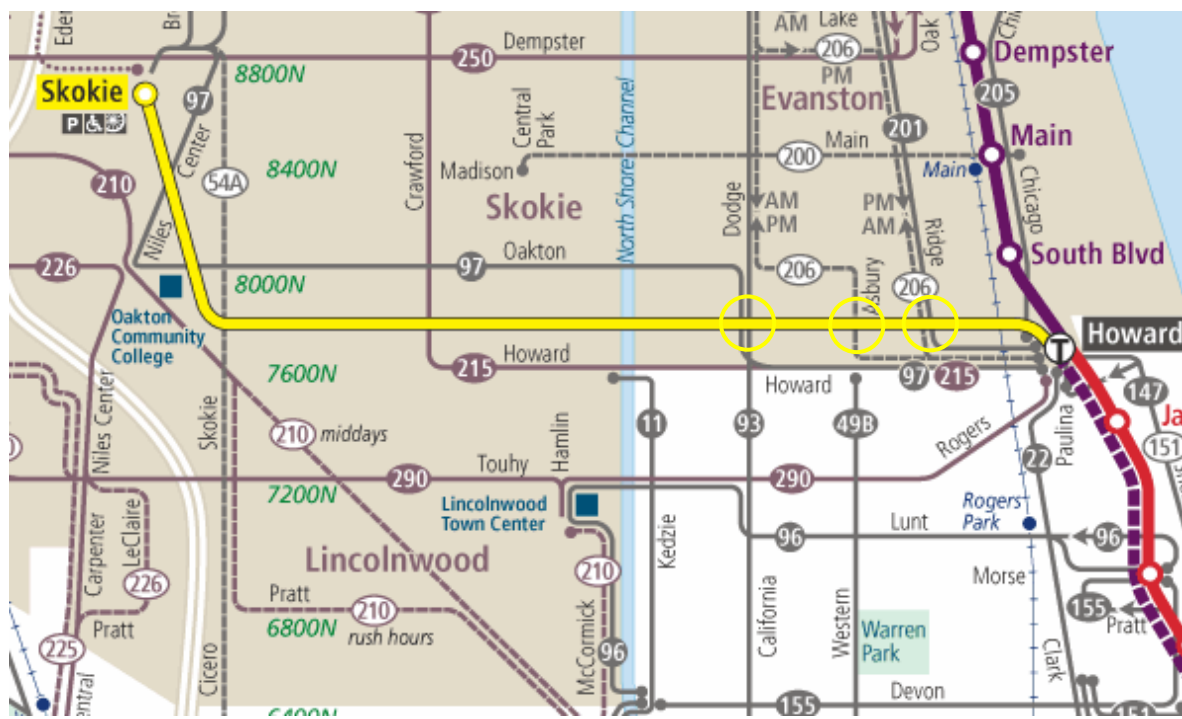 Lake
AM
206
PM
Oak
Dempster
250
8800N
Skokie
P
97
Center
Niles
54A
Dempster
205
Evanston
201
Central
Park
Main
200
Main
Main
Madison
8400N
210
Crawford
Skokie
North Shore Channel
Dodge
AM
PM
PM
AM
Ridge
Chicago
South Blvd
226
97
Oakton
206
Asbury
206
8000N
Oakton
Community
College
T
Howard
Howard
215
7600N
Howard
97
215
147
Niles Center
Skokie
210
middays
Hamlin
11
93
49B
Rogers
22
Paulina
Ja
151
Touhy
290
290
7200N
Lincolnwood
Town Center
Rogers
Park
Lunt
96
96
Carpenter
LeClaire
226
Lincolnwood
Kedzie
Morse
Pratt
210
rush hours
210
155
Pratt
6800N
McCormick
96
California
Western
Warren
Park
Clark
Pratt
225
Cicero
Devon
155
6400N
151